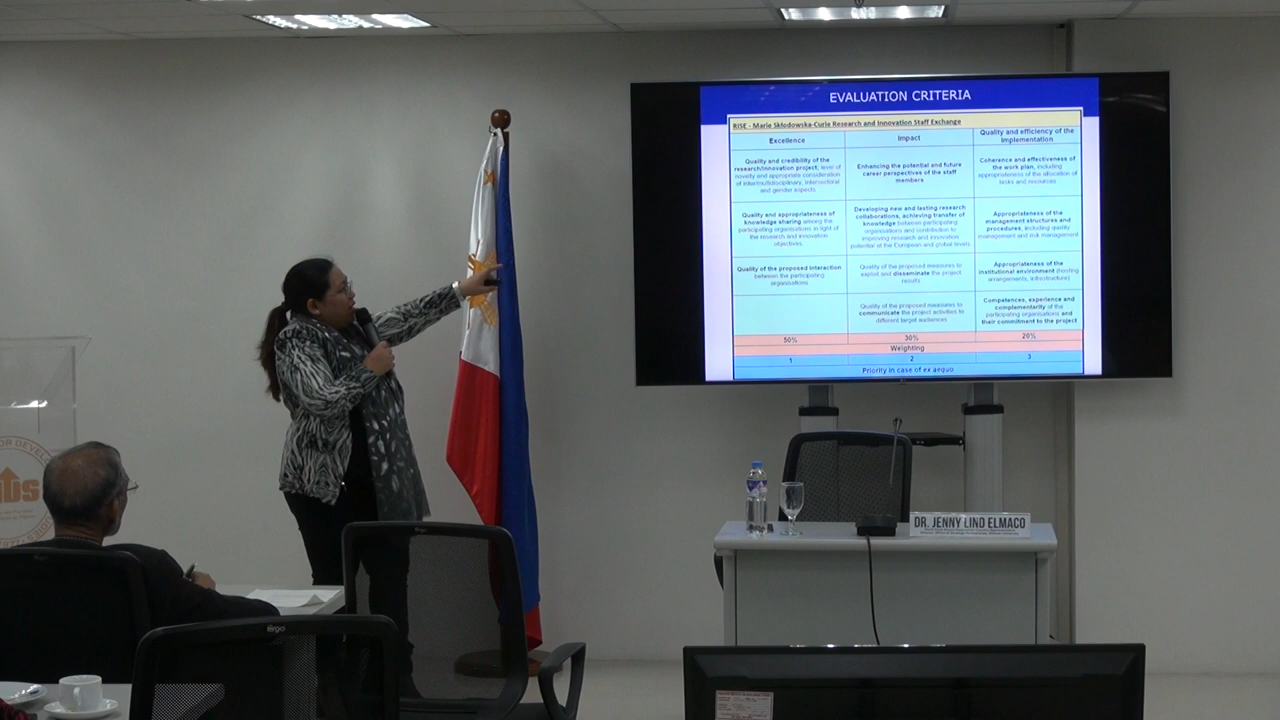 EVALUATION CRITERIA
RISE - Marie Skłodowska-Curie Research and Innovation Staff Exchange
Excellence
Impact
Quality and efficiency of the
implementation
Quality and credibility of the
research/innovation project; level of
novelty and appropriate consideration
of inter/multidisciplinary, intersectoral
and gender aspects
Enhancing the potential and future
career perspectives of the staff
members
Coherence and effectiveness of
the work plan, including
appropriateness of the allocation of
tasks and resources
Quality and appropriateness of
knowledge sharing among the
participating organisations in light of
the research and innovation
objectives.
Developing new and lasting research
collaborations, achieving transfer of
knowledge between participating
organisations and contribution to
improving research and innovation
potential at the European and global levels
Appropriateness of the
management structures and
procedures, including quality
management and risk management
Quality of the proposed interaction
between the participating
organisations
Quality of the proposed measures to
exploit and disseminate the project
results
Appropriateness of the
institutional environment (hosting
arrangements, infrastructure)
Quality of the proposed measures to
communicate the project activities to
different target audiences
Competences, experience and
complementarity of the
participating organisations and
their commitment to the project
50%
30%
20%
Weighting
1
2
3
Priority in case of ex aequo
DR. JENNY LIND ELMACO
ergo